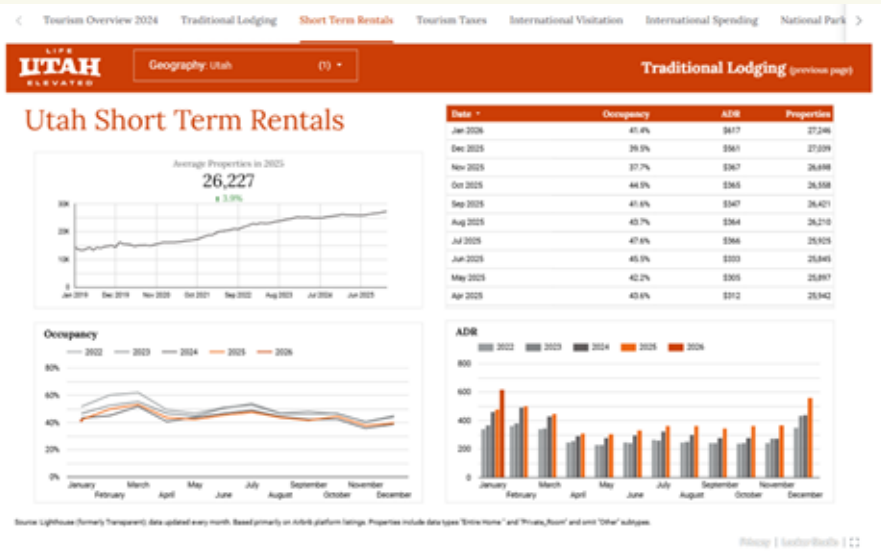 Tourism Overview 2024 Traditional Lodging Short Term Rentals Tourism Taxes International Visitation International Spending National Park
LIFE
UTAH
ELEVATED
Geography: Utah (1)
Traditional Lodging (previous page)
Utah Short Term Rentals
Average Properties in 2025
26,227
3.9%
30K
20K
10K
0
Jan 2019 Dec 2019 Nov 2020 Oct 2021 Sep 2022 Aug 2023 Jul 2024 Jun 2025
Date Occupancy ADR Properties
Jan 2026 41.4% $617 27,246
Dec 2025 39.5% $561 27,039
Nov 2025 37.7% $367 26,698
Oct 2025 44.5% $365 26,558
Sep 2025 41.6% $347 26,421
Aug 2025 43.7% $364 26,210
Jul 2025 47.6% $366 25,925
Jun 2025 45.5% $333 25,845
May 2025 42.2% $305 25,897
Apr 2025 43.6% $312 25,942
Occupancy
2022 2023 2024 2025 2026
80%
60%
40%
20%
0%
January March May July September November
February April June August October December
ADR
2022 2023 2024 2025 2026
800
600
400
200
0
January March May July September November
February April June August October December
Source: Lighthouse (formerly Transparent); data updated every month. Based primarily on Airbnb platform listings. Properties include data types "Entire Home " and "Private_Room" and omit "Other" subtypes.
Privacy